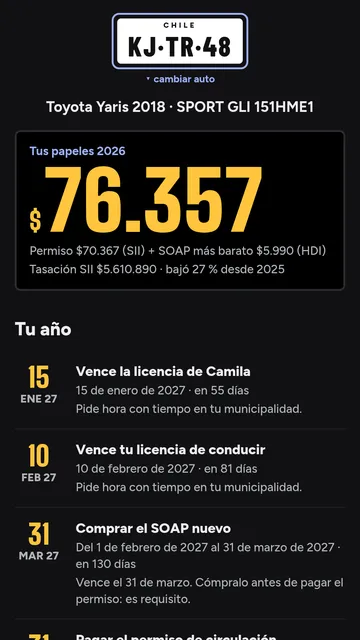 CHILE
KJ·TR·48
▾ cambiar auto
Toyota Yaris 2018 · SPORT GLI 151HME1
Tus papeles 2026
$76.357
Permiso $70.367 (SII) + SOAP más barato $5.990 (HDI)
Tasación SII $5.610.890 · bajó 27 % desde 2025
Tu año
15
ENE 27
Vence la licencia de Camila
15 de enero de 2027 · en 55 días
Pide hora con tiempo en tu municipalidad.
10
FEB 27
Vence tu licencia de conducir
10 de febrero de 2027 · en 81 días
Pide hora con tiempo en tu municipalidad.
31
MAR 27
Comprar el SOAP nuevo
Del 1 de febrero de 2027 al 31 de marzo de 2027 ·
en 130 días
Vence el 31 de marzo. Cómpralo antes de pagar el
permiso: es requisito.
31
Pagar el permiso de circulación